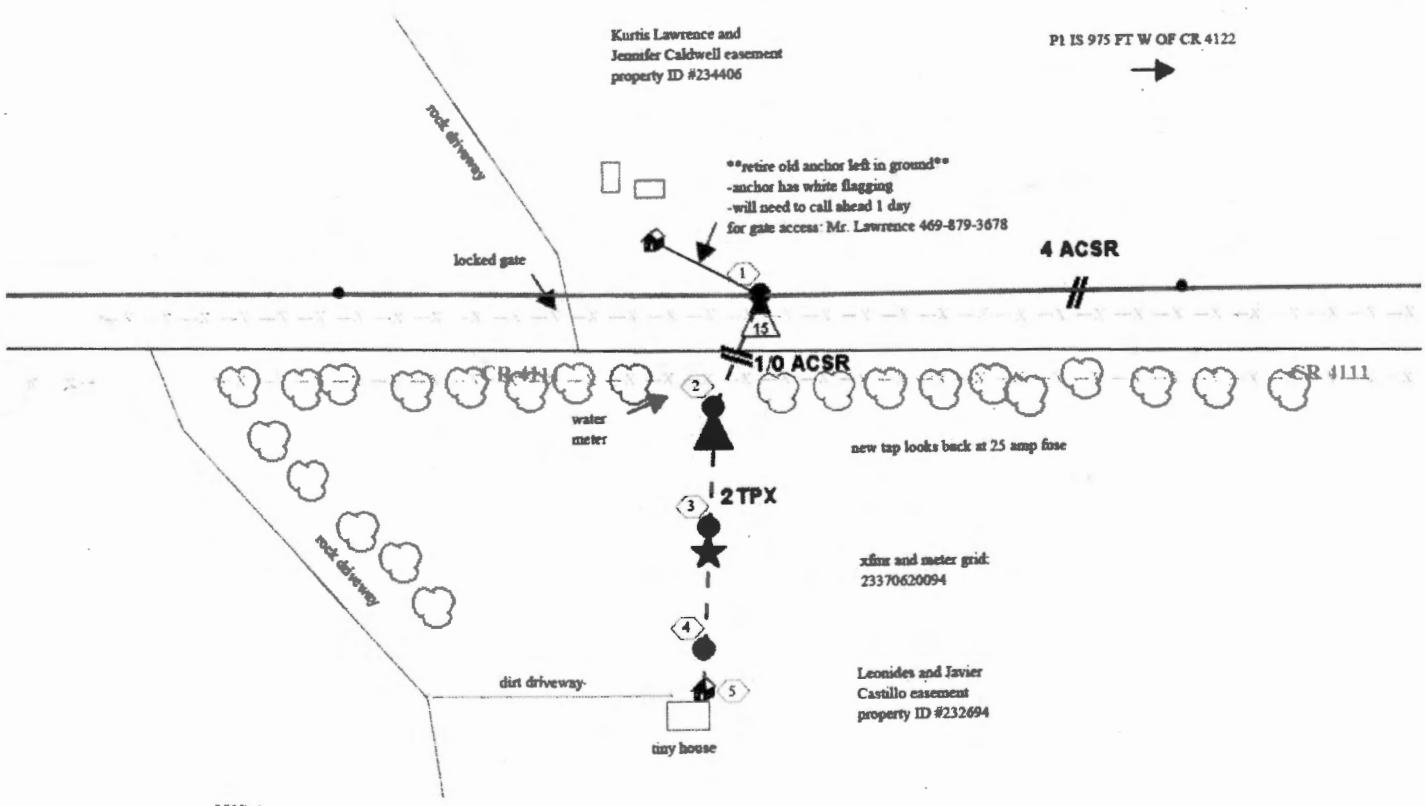 Kurtis Lawrence and
Jennifer Caldwell easement
property ID #234406
P1 IS 975 FT W OF CR 4122
rock driveway
**retire old anchor left in ground**
-anchor has white flagging
-will need to call ahead 1 day
for gate access: Mr. Lawrence 469-879-3678
locked gate
1
4 ACSR
15
1/0 ACSR
CR 411
CR 4111
2
water
meter
new tap looks back at 25 amp fuse
2 TPX
3
rock driveway
xfmr and meter grid:
23370620094
4
dirt driveway
5
Leonides and Javier
Castillo easement
property ID #232694
tiny house